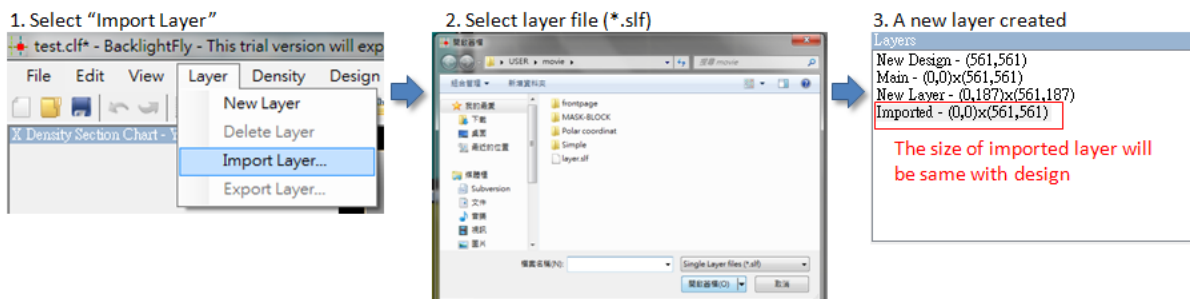 1. Select “Import Layer”
test.clf* - BacklightFly - This trial version will exp
File Edit View Layer Density Design
New Layer
Delete Layer
Import Layer...
Export Layer...
X Density Section Chart - Y
2. Select layer file (*.slf)
開啟舊檔
USER movie
搜尋 movie
組合管理 新增資料夾
我的最愛
下載
桌面
最近的位置
媒體櫃
Subversion
文件
音樂
視訊
圖片
frontpage
MASK-BLOCK
Polar coordinat
Simple
layer.slf
檔案名稱(N):
Single Layer files (*.slf)
開啟舊檔(O) 取消
3. A new layer created
Layers
New Design - (561,561)
Main - (0,0)x(561,561)
New Layer - (0,187)x(561,187)
Imported - (0,0)x(561,561)
The size of imported layer will
be same with design